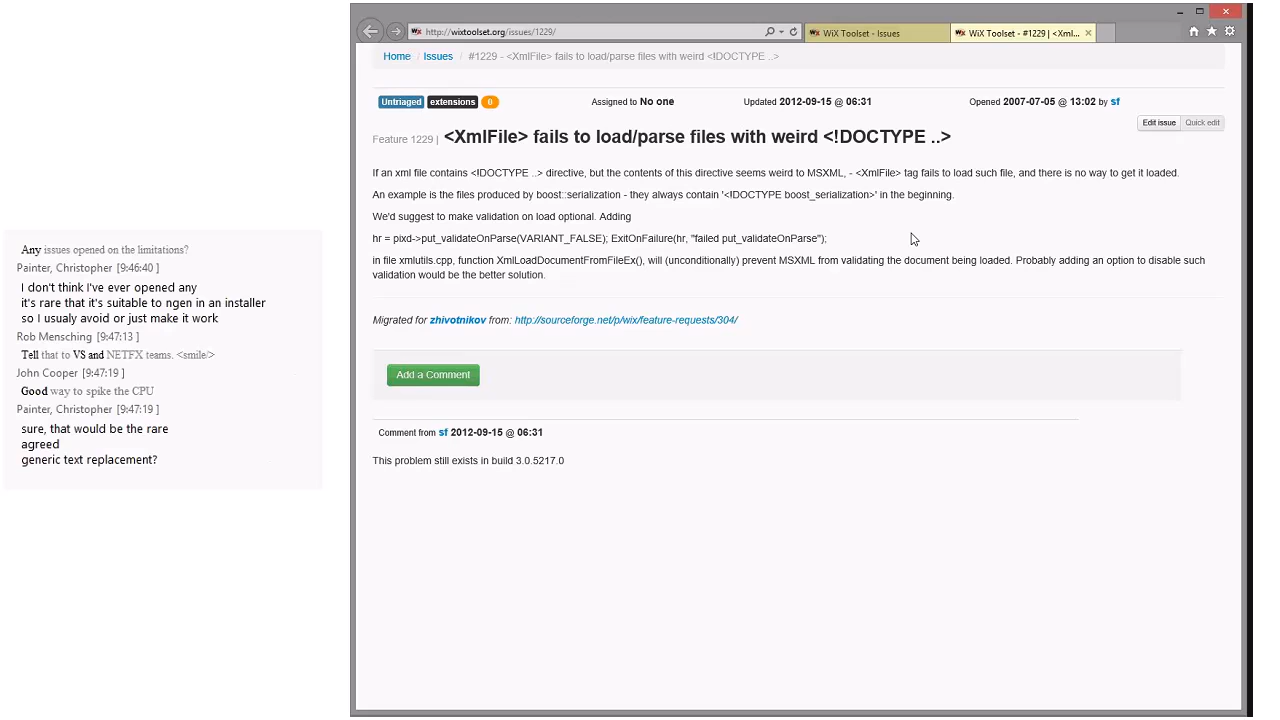 Any issues opened on the limitations?
Painter, Christopher [9:46:40 ]
I don't think I've ever opened any
it's rare that it's suitable to ngen in an installer
so I usualy avoid or just make it work
Rob Mensching [9:47:13 ]
Tell that to VS and NETFX teams. <smile/>
John Cooper [9:47:19 ]
Good way to spike the CPU
Painter, Christopher [9:47:19 ]
sure, that would be the rare
agreed
generic text replacement?
http://wixtoolset.org/issues/1229/
WiX Toolset - Issues
WiX Toolset - #1229 | <Xml...
Home / Issues / #1229 - <XmlFile> fails to load/parse files with weird <!DOCTYPE ..>
Untriaged extensions 0 Assigned to No one Updated 2012-09-15 @ 06:31 Opened 2007-07-05 @ 13:02 by sf
Edit issue Quick edit
Feature 1229 | <XmlFile> fails to load/parse files with weird <!DOCTYPE ..>
If an xml file contains <!DOCTYPE ..> directive, but the contents of this directive seems weird to MSXML, - <XmlFile> tag fails to load such file, and there is no way to get it loaded.
An example is the files produced by boost::serialization - they always contain '<!DOCTYPE boost_serialization>' in the beginning.
We'd suggest to make validation on load optional. Adding
hr = pixd->put_validateOnParse(VARIANT_FALSE); ExitOnFailure(hr, "failed put_validateOnParse");
in file xmlutils.cpp, function XmlLoadDocumentFromFileEx(), will (unconditionally) prevent MSXML from validating the document being loaded. Probably adding an option to disable such
validation would be the better solution.
Migrated for zhivotnikov from: http://sourceforge.net/p/wix/feature-requests/304/
Add a Comment
Comment from sf 2012-09-15 @ 06:31
This problem still exists in build 3.0.5217.0